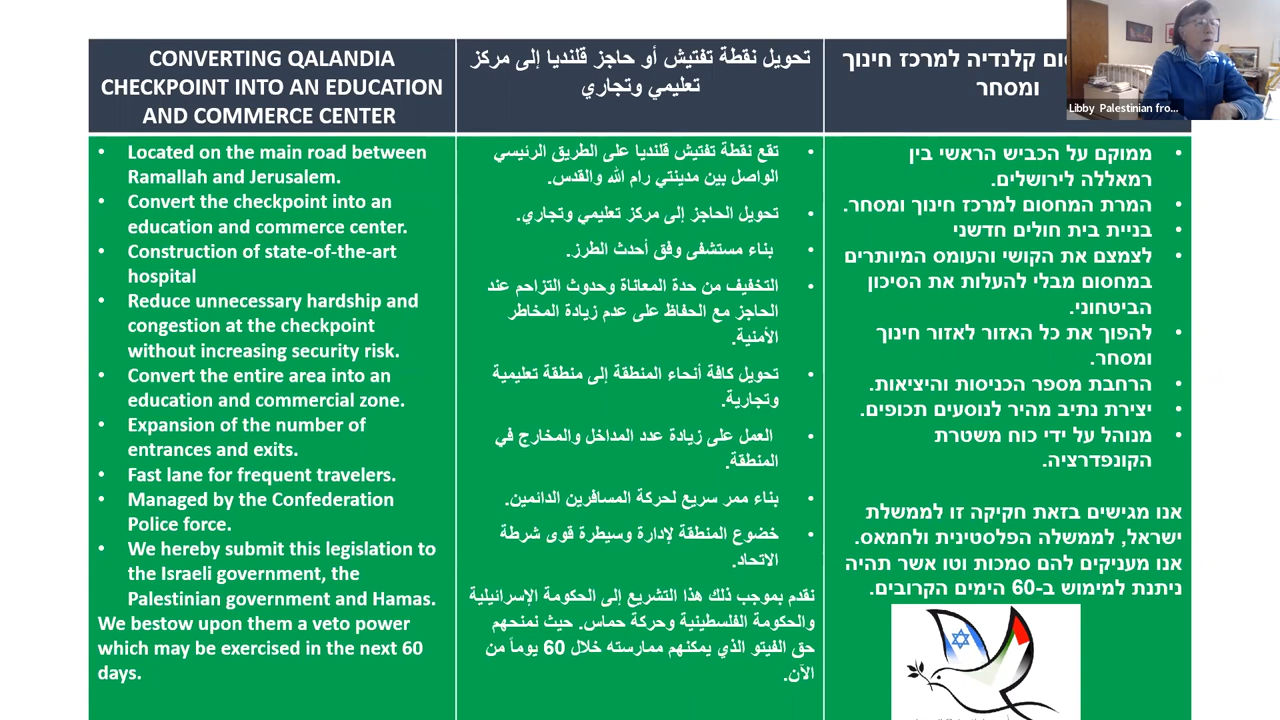 CONVERTING QALANDIA
CHECKPOINT INTO AN EDUCATION
AND COMMERCE CENTER
• Located on the main road between
Ramallah and Jerusalem.
• Convert the checkpoint into an
education and commerce center.
• Construction of state-of-the-art
hospital
• Reduce unnecessary hardship and
congestion at the checkpoint
without increasing security risk.
• Convert the entire area into an
education and commercial zone.
• Expansion of the number of
entrances and exits.
• Fast lane for frequent travelers.
• Managed by the Confederation
Police force.
• We hereby submit this legislation to
the Israeli government, the
Palestinian government and Hamas.
We bestow upon them a veto power
which may be exercised in the next 60
days.
تحويل نقطة تفتيش أو حاجز قلنديا إلى مركز
تعليمي وتجاري
• تقع نقطة تفتيش قلنديا على الطريق الرئيسي
الواصل بين مدينتي رام الله والقدس.
• تحويل الحاجز إلى مركز تعليمي وتجاري.
• بناء مستشفى وفق أحدث الطرز.
• التخفيف من حدة المعاناة وحدوث التزاحم عند
الحاجز مع الحفاظ على عدم زيادة المخاطر
الأمنية.
• تحويل كافة أنحاء المنطقة إلى منطقة تعليمية
وتجارية.
• العمل على زيادة عدد المداخل والمخارج في
المنطقة.
• بناء ممر سريع لحركة المسافرين الدائمين.
• خضوع المنطقة لإدارة وسيطرة قوى شرطة
الاتحاد.
نقدم بموجب ذلك هذا التشريع إلى الحكومة الإسرائيلية
والحكومة الفلسطينية وحركة حماس. حيث نمنحهم
حق الفيتو الذي يمكنهم ممارسته خلال 60 يوماً من
الآن.
קלנדיה למרכז חינוך
ומסחר
• ממוקם על הכביש הראשי בין
רמאללה לירושלים.
• המרת המחסום למרכז חינוך ומסחר.
• בניית בית חולים חדשני
• לצמצם את הקושי והעומס המיותרים
במחסום מבלי להעלות את הסיכון
הביטחוני.
• להפוך את כל האזור לאזור חינוך
ומסחר.
• הרחבת מספר הכניסות והיציאות.
• יצירת נתיב מהיר לנוסעים תכופים.
• מנוהל על ידי כוח משטרת
הקונפדרציה.
אנו מגישים בזאת חקיקה זו לממשלת
ישראל, לממשלה הפלסטינית ולחמאס.
אנו מעניקים להם סמכות וטו אשר תהיה
ניתנת למימוש ב-60 הימים הקרובים.
Libby Palestinian fro...